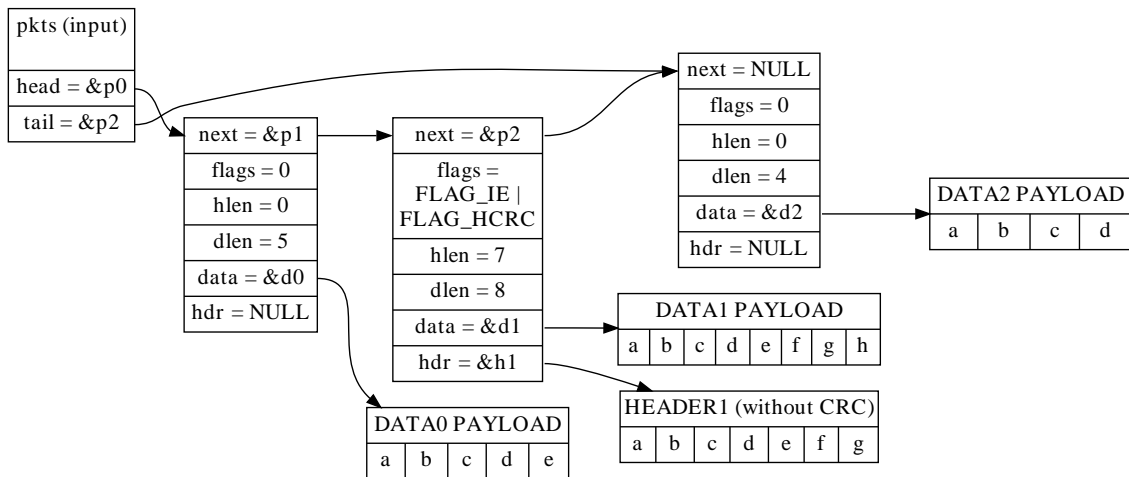 pkts (input)
head = &p0
tail = &p2
next = &p1
flags = 0
hlen = 0
dlen = 5
data = &d0
hdr = NULL
next = &p2
flags =
FLAG_IE |
FLAG_HCRC
hlen = 7
dlen = 8
data = &d1
hdr = &h1
next = NULL
flags = 0
hlen = 0
dlen = 4
data = &d2
hdr = NULL
DATA2 PAYLOAD
a b c d
DATA1 PAYLOAD
a b c d e f g h
HEADER1 (without CRC)
a b c d e f g
DATA0 PAYLOAD
a b c d e